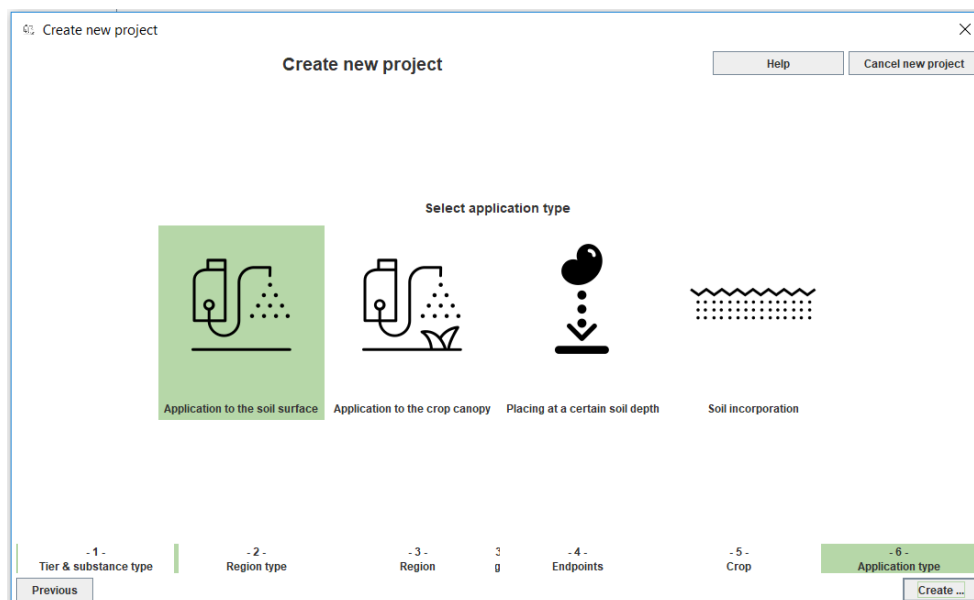 Create new project
Create new project
Help
Cancel new project
Select application type
Application to the soil surface
Application to the crop canopy
Placing at a certain soil depth
Soil incorporation
- 1 -
Tier & substance type
- 2 -
Region type
- 3 -
Region
3
g
- 4 -
Endpoints
- 5 -
Crop
- 6 -
Application type
Previous
Create ...